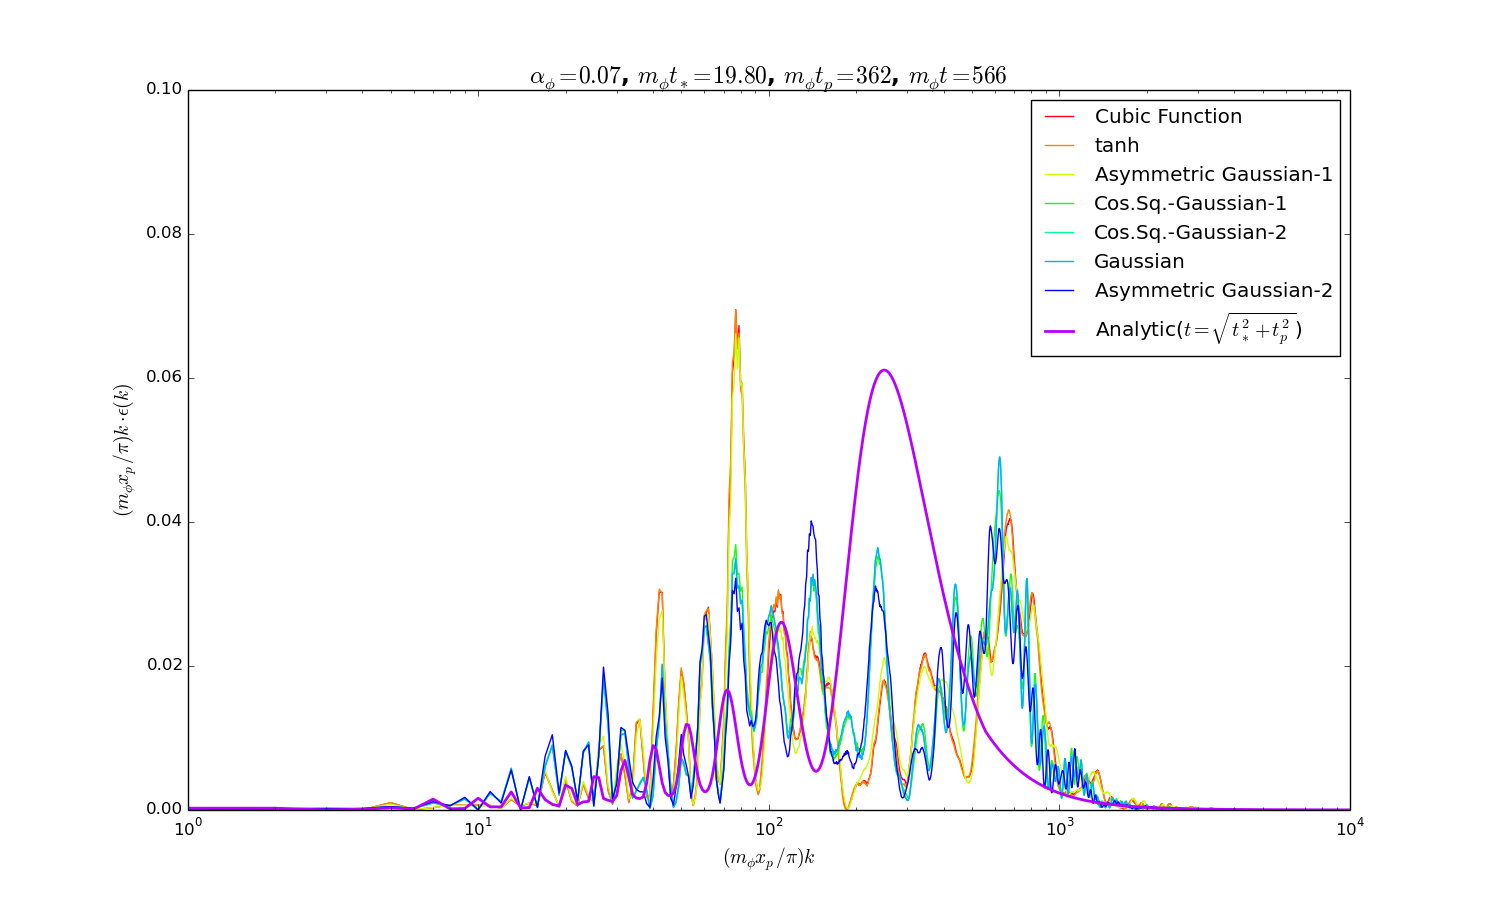 α_ϕ = 0.07, m_ϕt_* = 19.80, m_ϕt_p = 362, m_ϕt = 566
0.10
Cubic Function
tanh
Asymmetric Gaussian-1
Cos.Sq.-Gaussian-1
Cos.Sq.-Gaussian-2
Gaussian
Asymmetric Gaussian-2
Analytic(t = √(t_*^2 + t_p^2))
0.08
0.06
(m_ϕx_p/π)k · ϵ(k)
0.04
0.02
0.00
10^0 10^1 10^2 10^3 10^4
(m_ϕx_p/π)k